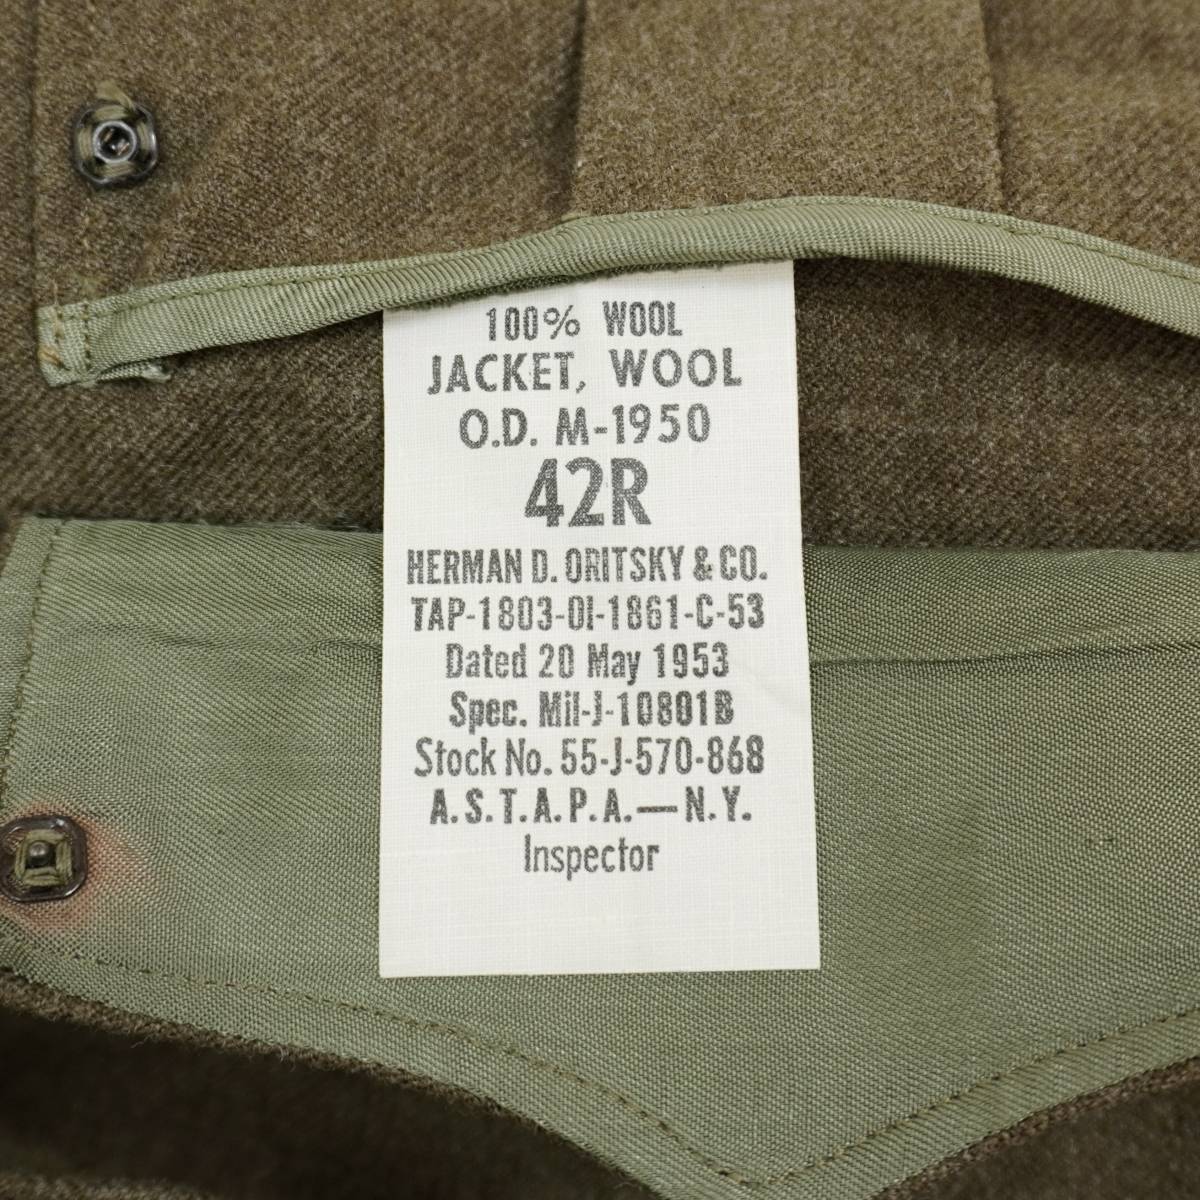 100% WOOL
JACKET, WOOL
O.D. M-1950
42R
HERMAN D. ORITSKY & CO.
TAP-1803-OI-1861-C-53
Dated 20 May 1953
Spec. Mil-J-10801B
Stock No. 55-J-570-868
A.S.T.A.P.A.—N.Y.
Inspector